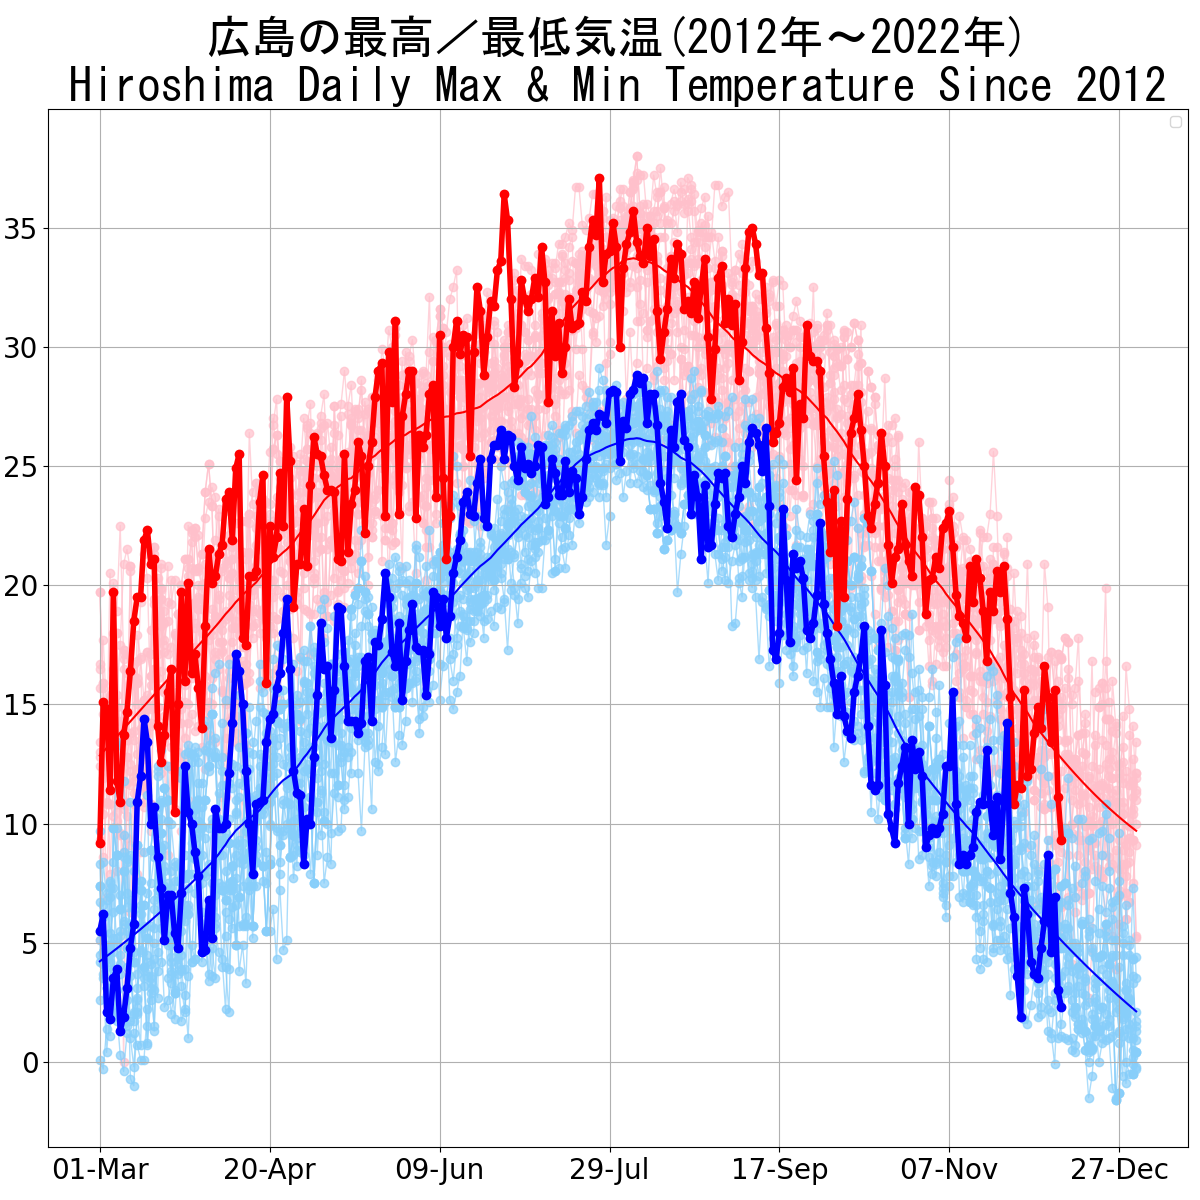 広島の最高／最低気温(2012年～2022年)
Hiroshima Daily Max & Min Temperature Since 2012
35
30
25
20
15
10
5
0
01-Mar 20-Apr 09-Jun 29-Jul 17-Sep 07-Nov 27-Dec